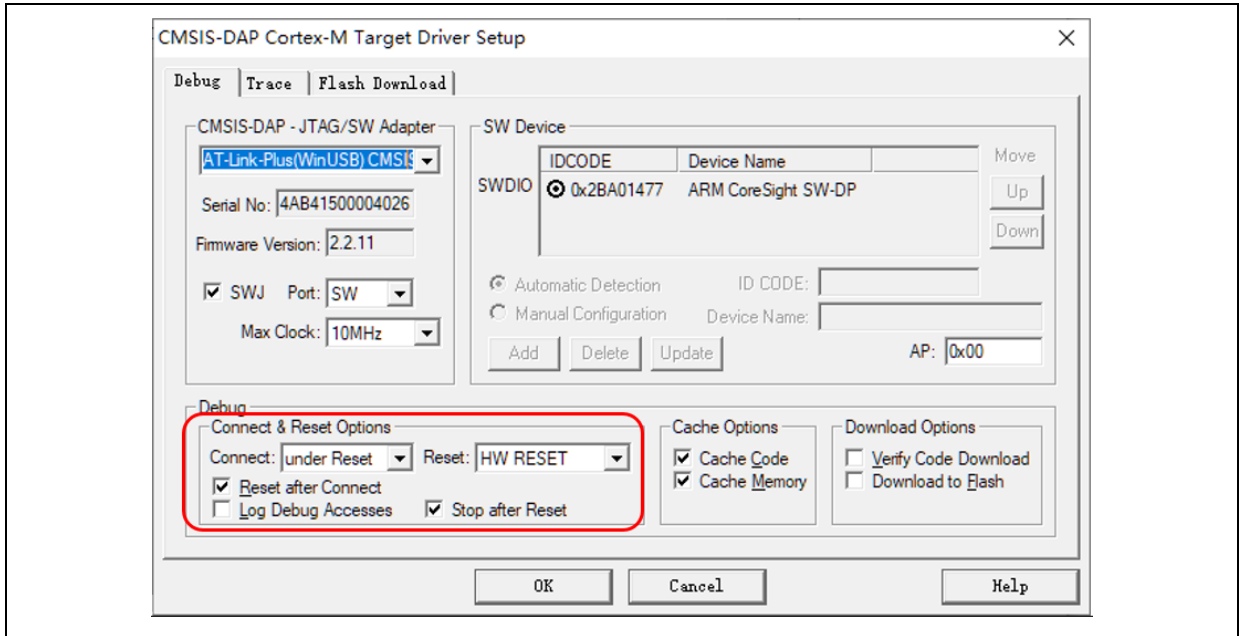 CMSIS-DAP Cortex-M Target Driver Setup
Debug Trace Flash Download
CMSIS-DAP - JTAG/SW Adapter
AT-Link-Plus(WinUSB) CMSIS
Serial No: 4AB41500004026
Firmware Version: 2.2.11
SWJ Port: SW
Max Clock: 10MHz
SW Device
IDCODE Device Name
SWDIO 0x2BA01477 ARM CoreSight SW-DP
Move
Up
Down
Automatic Detection ID CODE:
Manual Configuration Device Name:
Add Delete Update AP: 0x00
Debug
Connect & Reset Options
Connect: under Reset Reset: HW RESET
Reset after Connect
Log Debug Accesses Stop after Reset
Cache Options
Cache Code
Cache Memory
Download Options
Verify Code Download
Download to Flash
OK Cancel Help